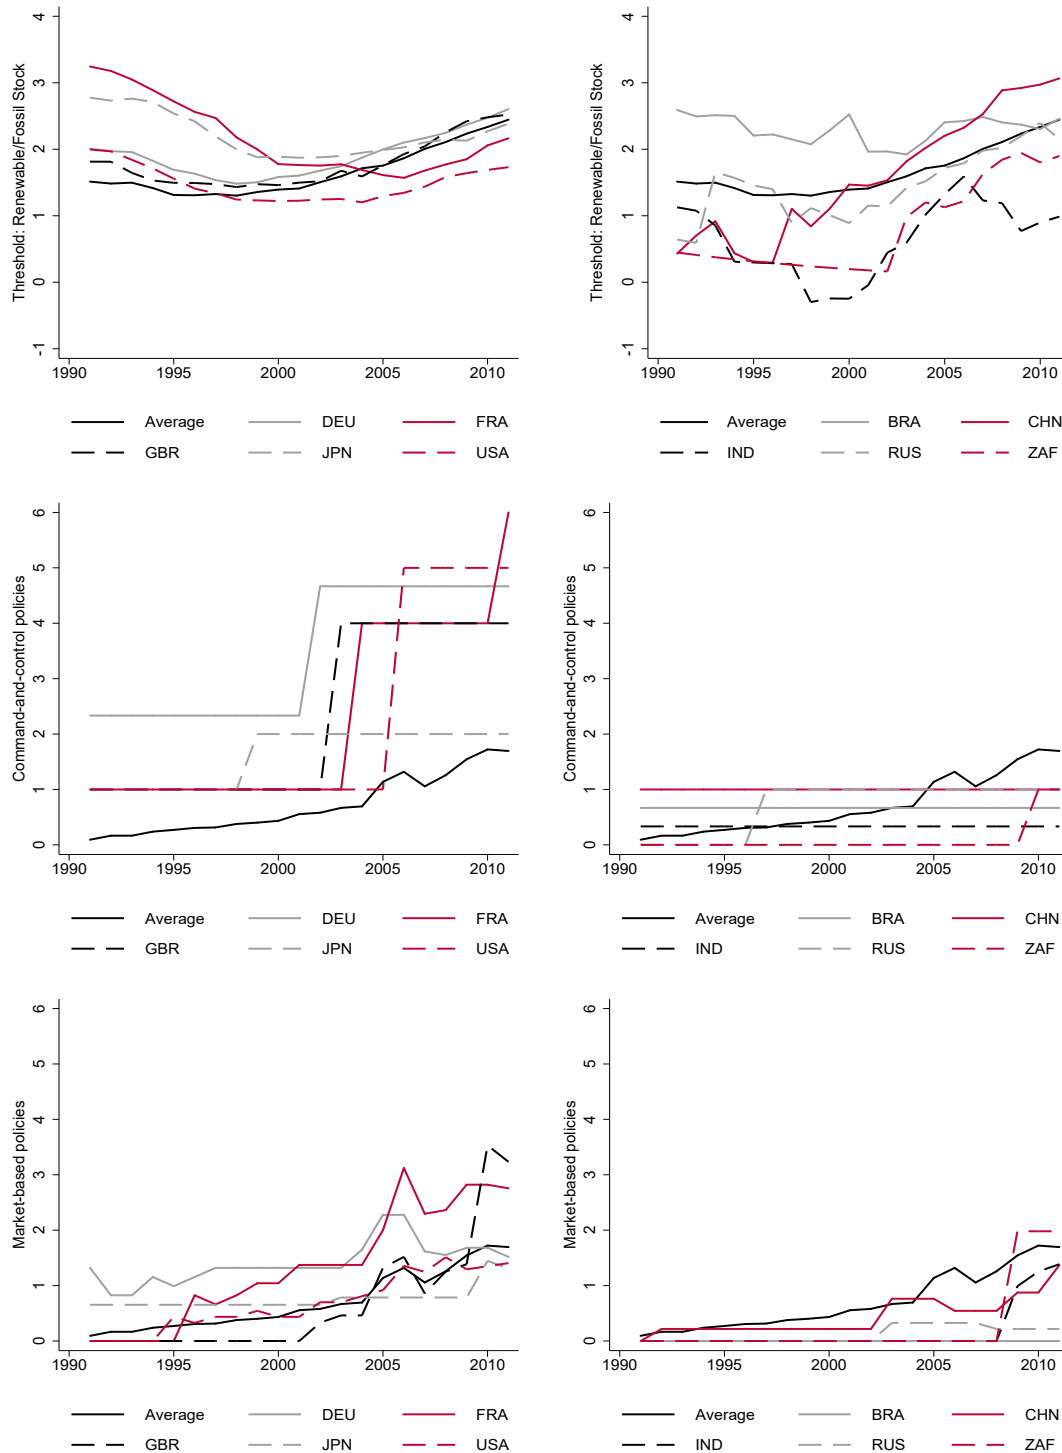 Threshold: Renewable/Fossil Stock
4
3
2
1
0
-1
1990 1995 2000 2005 2010
Average DEU FRA
GBR JPN USA
Threshold: Renewable/Fossil Stock
4
3
2
1
0
-1
1990 1995 2000 2005 2010
Average BRA CHN
IND RUS ZAF
Command-and-control policies
6
5
4
3
2
1
0
1990 1995 2000 2005 2010
Average DEU FRA
GBR JPN USA
Command-and-control policies
6
5
4
3
2
1
0
1990 1995 2000 2005 2010
Average BRA CHN
IND RUS ZAF
Market-based policies
6
5
4
3
2
1
0
1990 1995 2000 2005 2010
Average DEU FRA
GBR JPN USA
Market-based policies
6
5
4
3
2
1
0
1990 1995 2000 2005 2010
Average BRA CHN
IND RUS ZAF